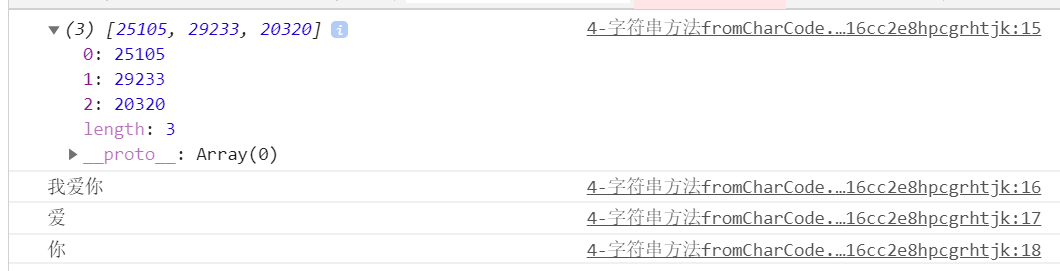 (3) [25105, 29233, 20320] i 4-字符串方法fromCharCode.…16cc2e8hpcgrhtjk:15
0: 25105
1: 29233
2: 20320
length: 3
__proto__: Array(0)
我爱你 4-字符串方法fromCharCode.…16cc2e8hpcgrhtjk:16
爱 4-字符串方法fromCharCode.…16cc2e8hpcgrhtjk:17
你 4-字符串方法fromCharCode.…16cc2e8hpcgrhtjk:18